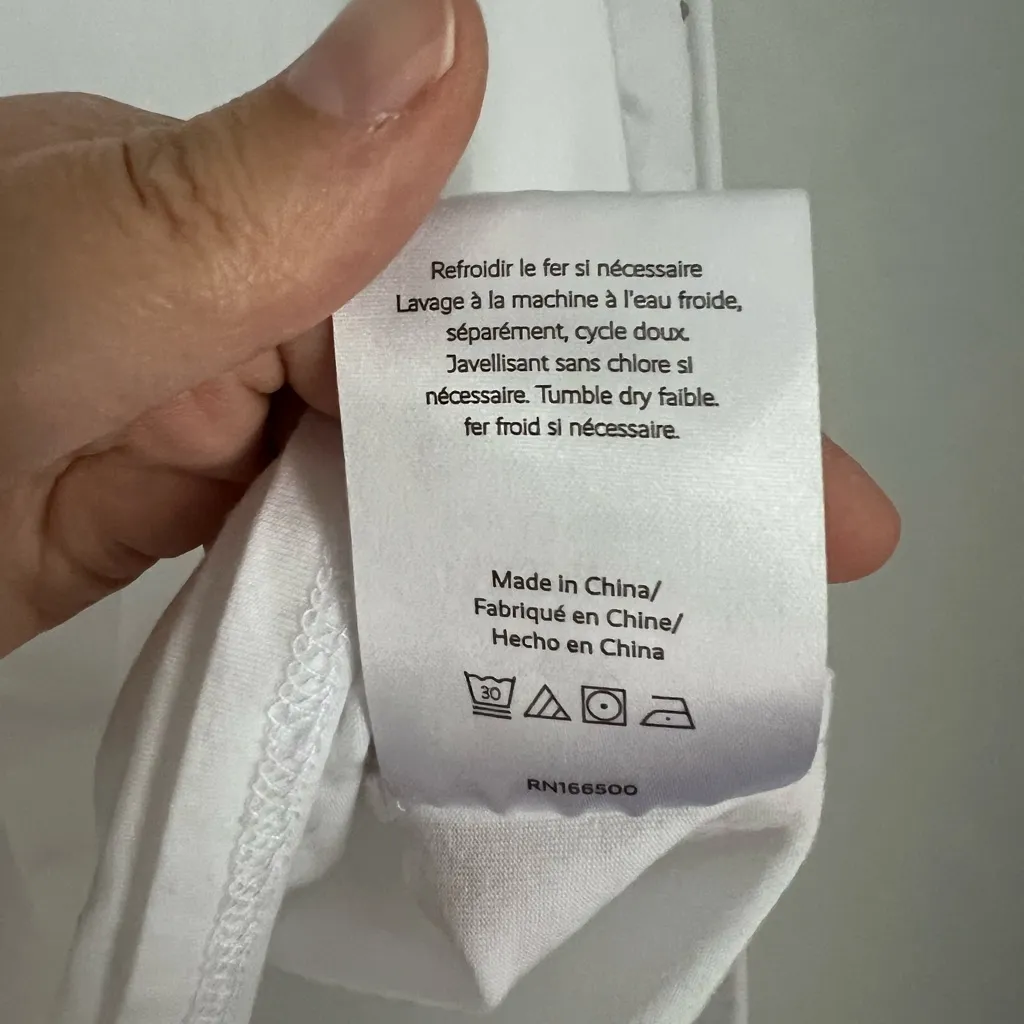 Refroidir le fer si nécessaire
Lavage à la machine à l'eau froide,
séparément, cycle doux.
Javellisant sans chlore si
nécessaire. Tumble dry faible.
fer froid si nécessaire.
Made in China/
Fabriqué en Chine/
Hecho en China
30
RN166500